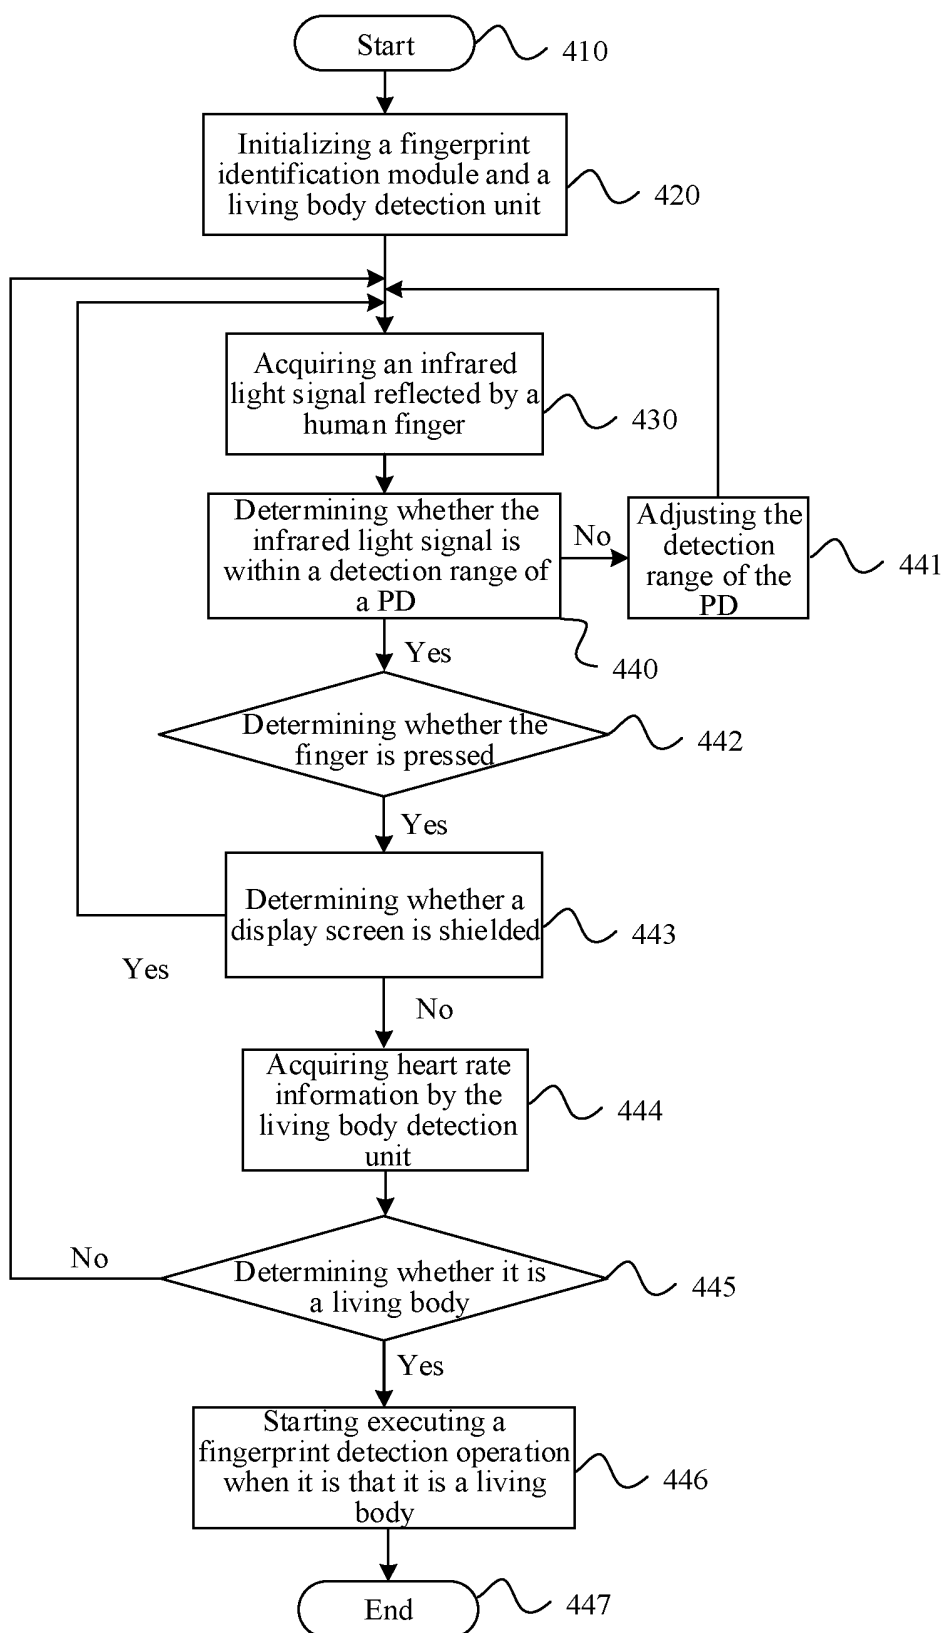 Start
410
Initializing a fingerprint
identification module and a
living body detection unit
420
Acquiring an infrared
light signal reflected by a
human finger
430
Determining whether the
infrared light signal is
within a detection range of
a PD
440
No
Adjusting the
detection
range of the
PD
441
Yes
Determining whether the
finger is pressed
442
Yes
Determining whether a
display screen is shielded
443
Yes
No
Acquiring heart rate
information by the
living body detection
unit
444
No
Determining whether it is
a living body
445
Yes
Starting executing a
fingerprint detection operation
when it is that it is a living
body
446
End
447